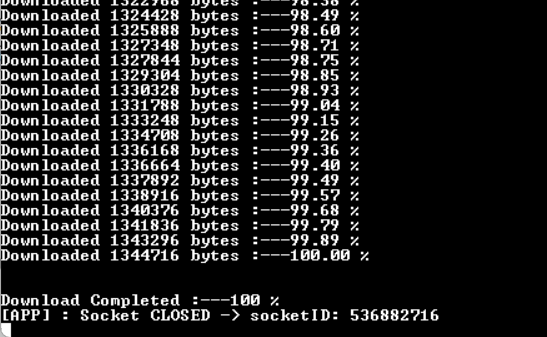 Downloaded 1322968 bytes :---98.38 %
Downloaded 1324428 bytes :---98.49 %
Downloaded 1325888 bytes :---98.60 %
Downloaded 1327348 bytes :---98.71 %
Downloaded 1327844 bytes :---98.75 %
Downloaded 1329304 bytes :---98.85 %
Downloaded 1330328 bytes :---98.93 %
Downloaded 1331788 bytes :---99.04 %
Downloaded 1333248 bytes :---99.15 %
Downloaded 1334708 bytes :---99.26 %
Downloaded 1336168 bytes :---99.36 %
Downloaded 1336664 bytes :---99.40 %
Downloaded 1337892 bytes :---99.49 %
Downloaded 1338916 bytes :---99.57 %
Downloaded 1340376 bytes :---99.68 %
Downloaded 1341836 bytes :---99.79 %
Downloaded 1343296 bytes :---99.89 %
Downloaded 1344716 bytes :---100.00 %
Download Completed :---100 %
[APP] : Socket CLOSED -> socketID: 536882716